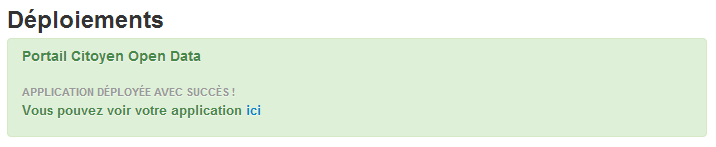 Déploiements
Portail Citoyen Open Data
APPLICATION DÉPLOYÉE AVEC SUCCÈS !
Vous pouvez voir votre application ici